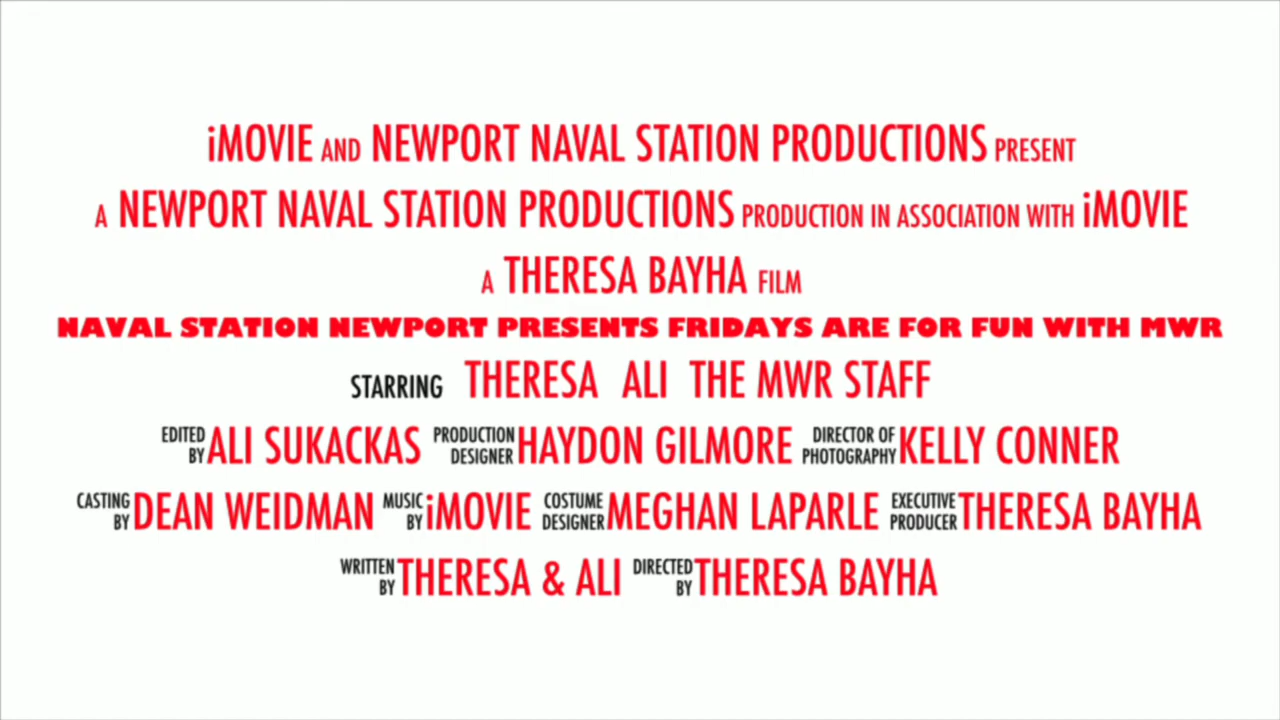 iMOVIE AND NEWPORT NAVAL STATION PRODUCTIONS PRESENT
A NEWPORT NAVAL STATION PRODUCTIONS PRODUCTION IN ASSOCIATION WITH iMOVIE
A THERESA BAYHA FILM
NAVAL STATION NEWPORT PRESENTS FRIDAYS ARE FOR FUN WITH MWR
STARRING THERESA ALI THE MWR STAFF
EDITED BY ALI SUKACKAS PRODUCTION DESIGNER HAYDON GILMORE DIRECTOR OF PHOTOGRAPHY KELLY CONNER
CASTING BY DEAN WEIDMAN MUSIC BY iMOVIE COSTUME DESIGNER MEGHAN LAPARLE EXECUTIVE PRODUCER THERESA BAYHA
WRITTEN BY THERESA & ALI DIRECTED BY THERESA BAYHA